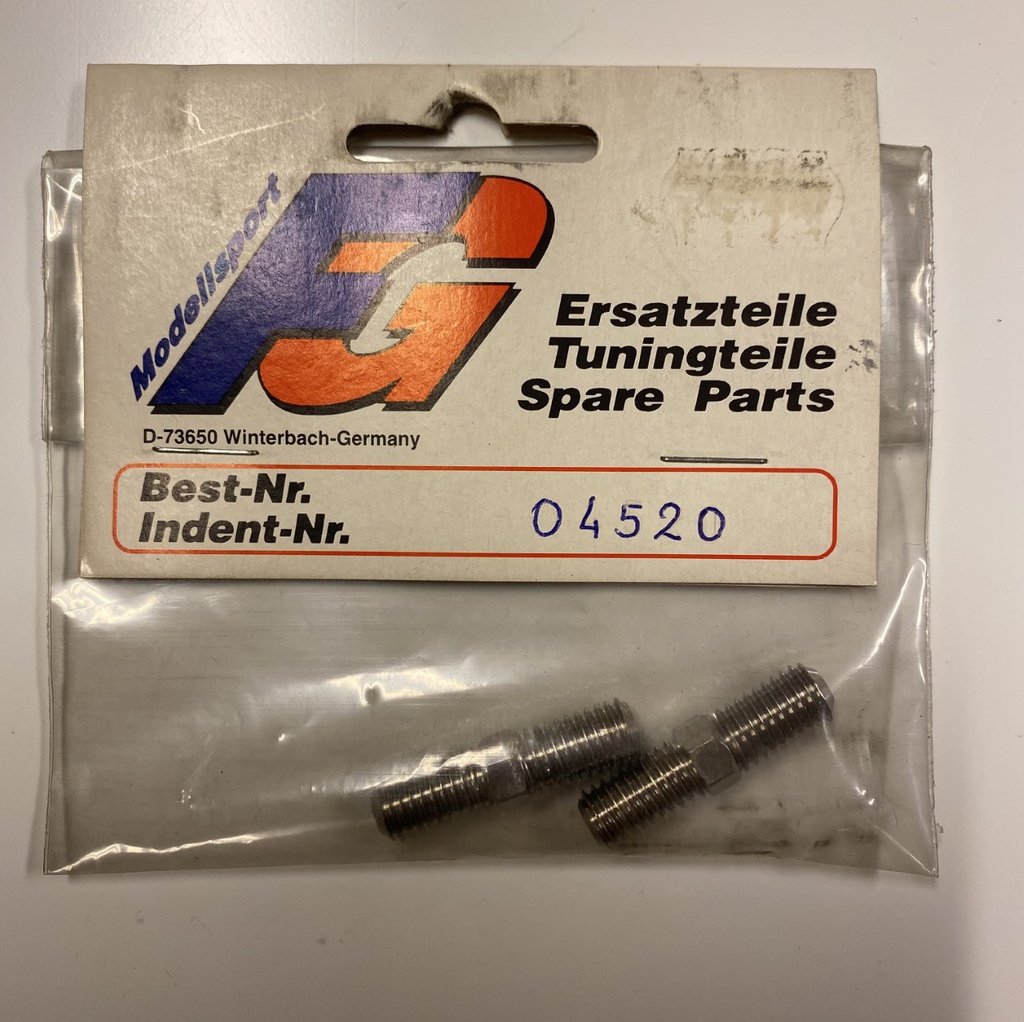 Modellsport
FG
Ersatzteile
Tuningteile
Spare Parts
D-73650 Winterbach-Germany
Best-Nr.
Indent-Nr.
04520